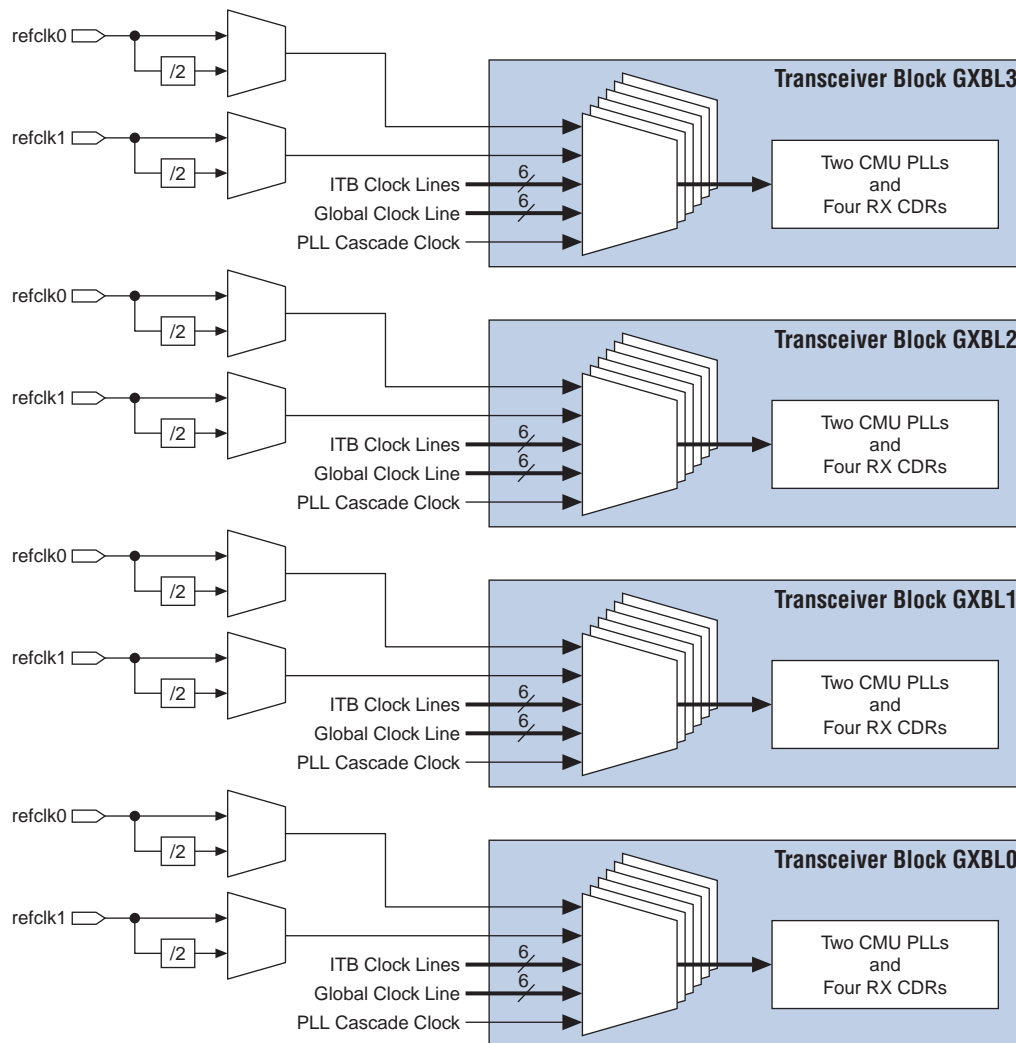 refclk0
/2
Transceiver Block GXBL3
refclk1
/2
Two CMU PLLs
and
Four RX CDRs
ITB Clock Lines
6
Global Clock Line
6
PLL Cascade Clock
refclk0
/2
Transceiver Block GXBL2
refclk1
/2
Two CMU PLLs
and
Four RX CDRs
ITB Clock Lines
6
Global Clock Line
6
PLL Cascade Clock
refclk0
/2
Transceiver Block GXBL1
refclk1
/2
Two CMU PLLs
and
Four RX CDRs
ITB Clock Lines
6
Global Clock Line
6
PLL Cascade Clock
refclk0
/2
Transceiver Block GXBL0
refclk1
/2
Two CMU PLLs
and
Four RX CDRs
ITB Clock Lines
6
Global Clock Line
6
PLL Cascade Clock